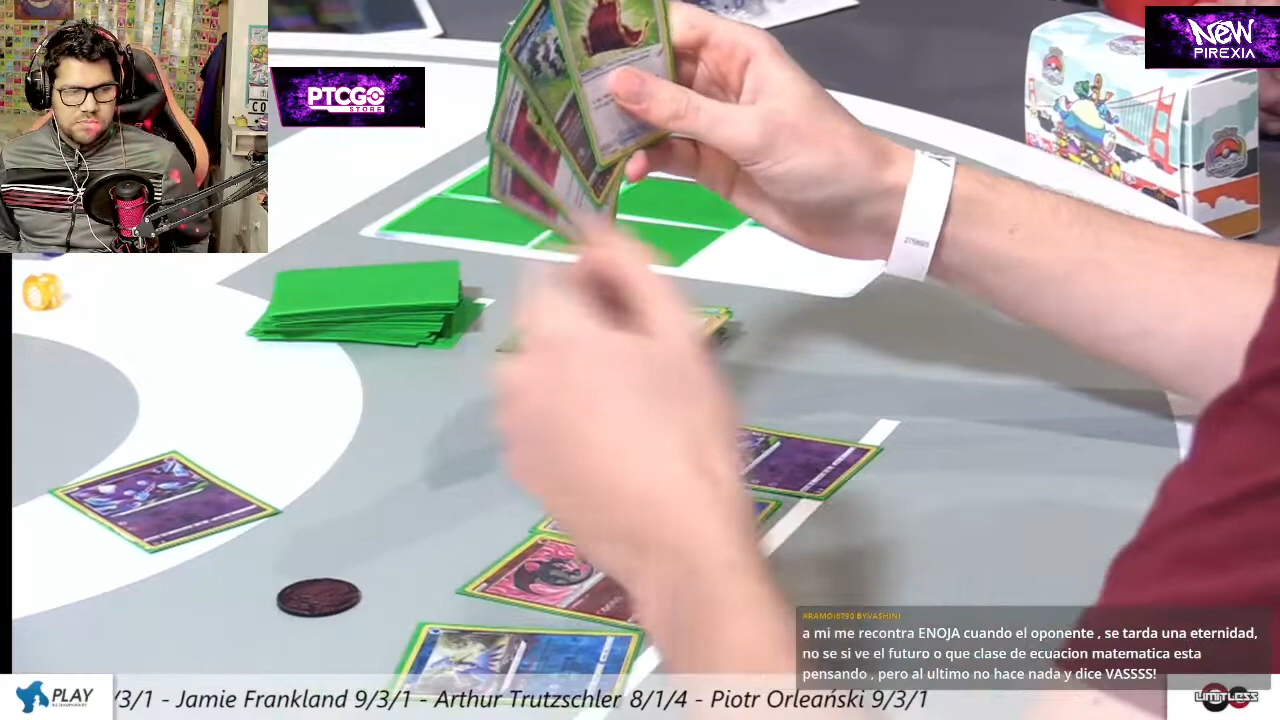 NEW
PIREXIA
PTCGO
STORE
ARAMOI8790 BYVASHINI
a mi me recontra ENOJA cuando el oponente , se tarda una eternidad,
no se si ve el futuro o que clase de ecuacion matematica esta
pensando , pero al ultimo no hace nada y dice VASSSS!
PLAY
/3/1 - Jamie Frankland 9/3/1 - Arthur Trutzschler 8/1/4 - Piotr Orleański 9/3/1
LIMITLESS